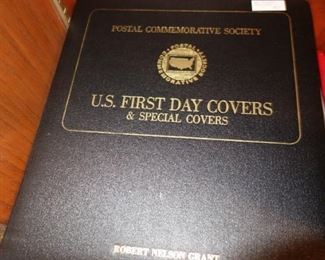 POSTAL COMMEMORATIVE SOCIETY
U.S. FIRST DAY COVERS
& SPECIAL COVERS
ROBERT NELSON GRANT